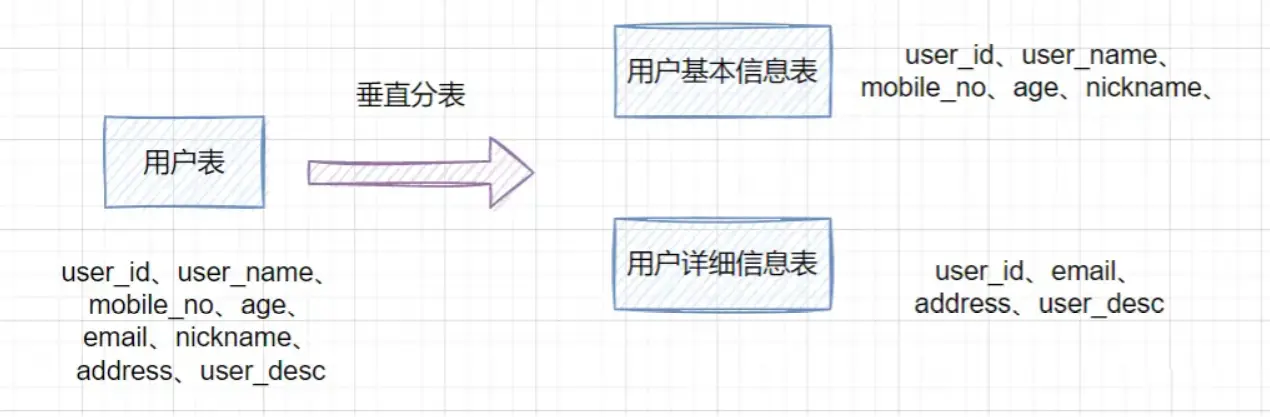 垂直分表
用户表
user_id、user_name、
mobile_no、age、
email、nickname、
address、user_desc
用户基本信息表
user_id、user_name、
mobile_no、age、nickname、
用户详细信息表
user_id、email、
address、user_desc